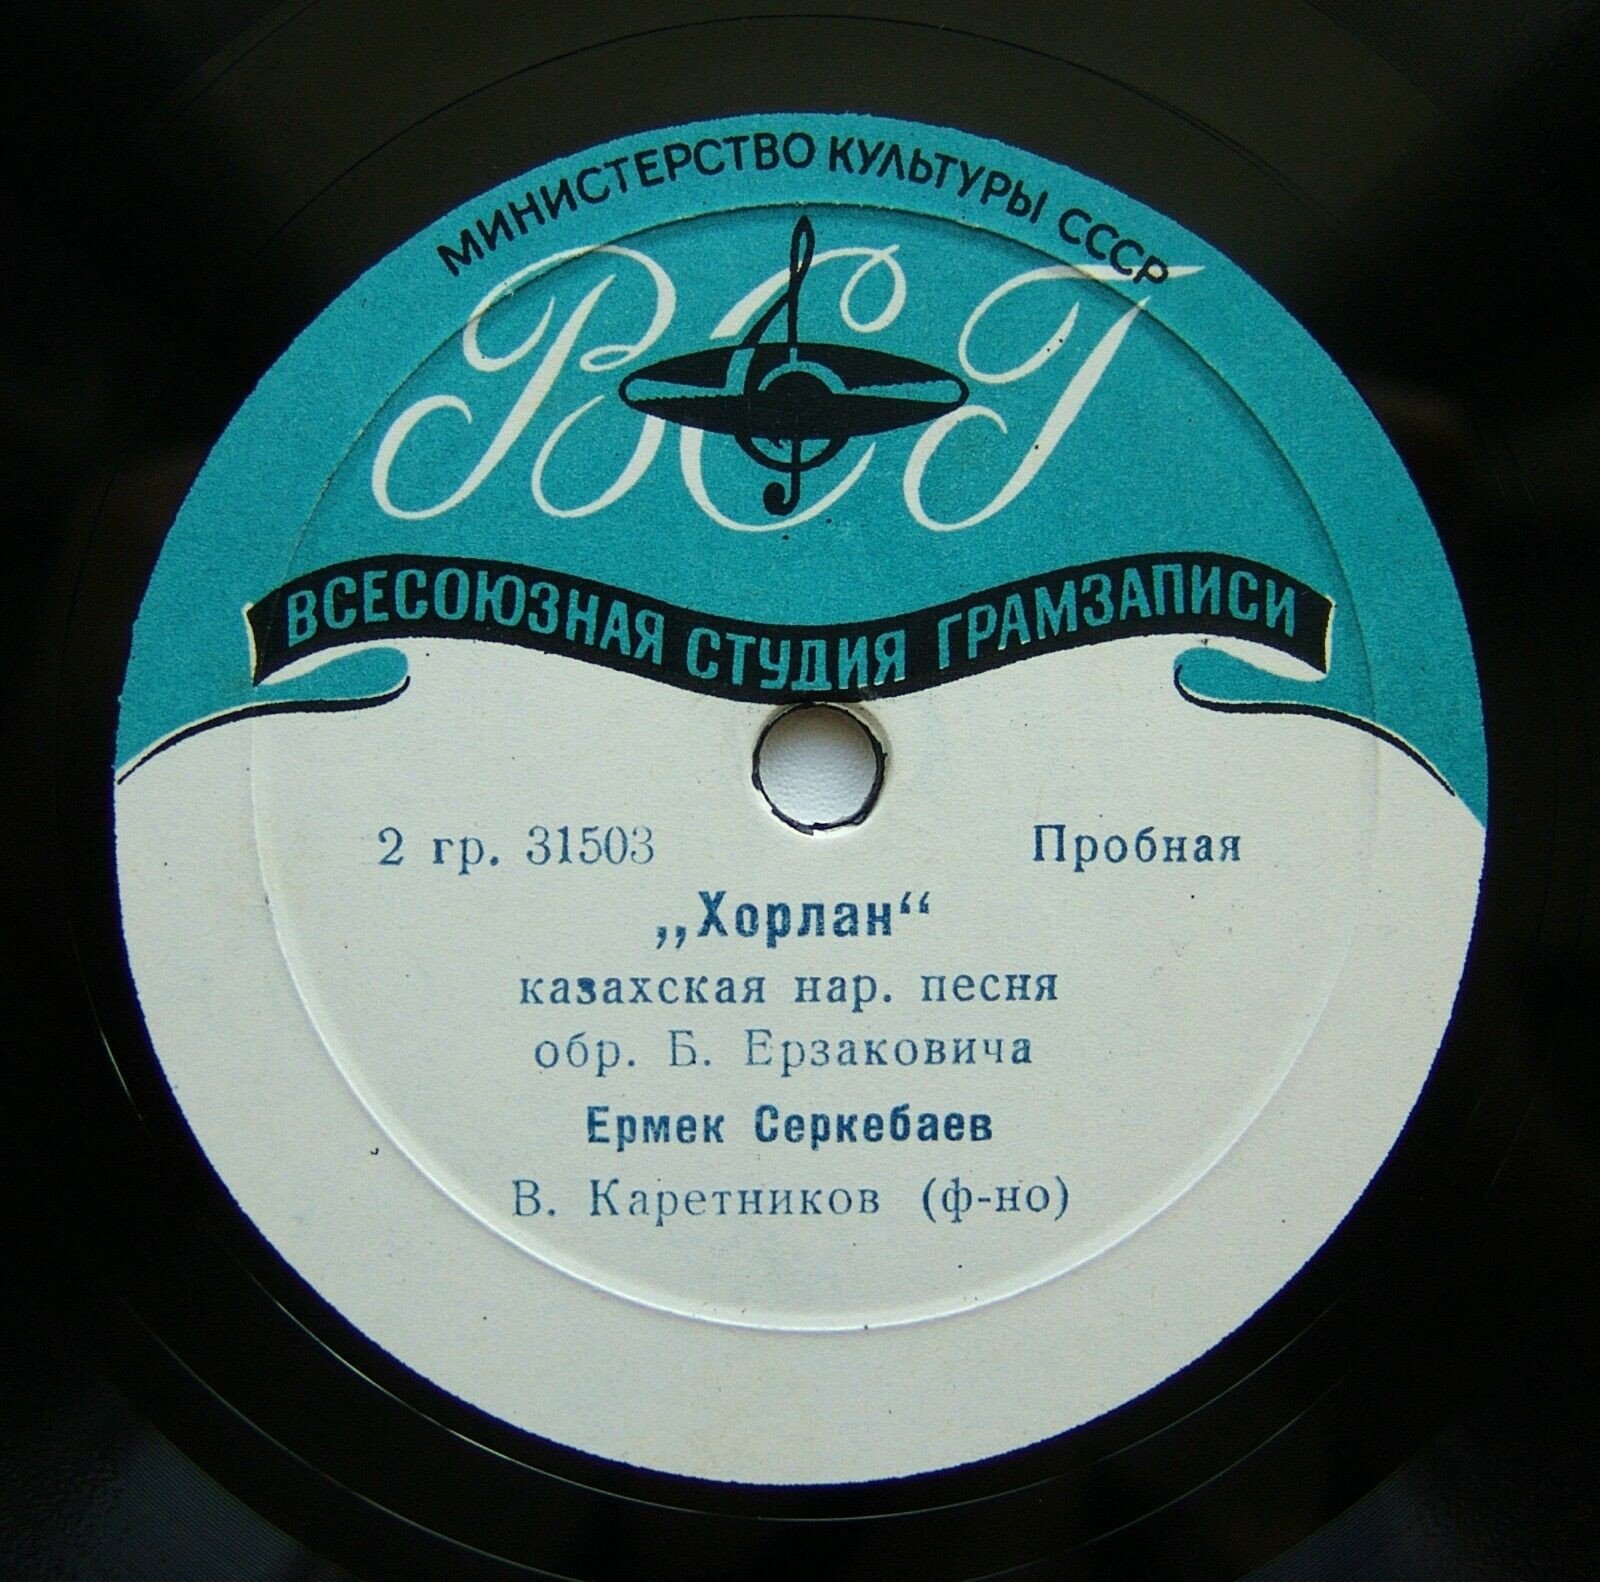 МИНИСТЕРСТВО КУЛЬТУРЫ СССР
ВСГ
ВСЕСОЮЗНАЯ СТУДИЯ ГРАМЗАПИСИ
2 гр. 31503 Пробная
„Хорлан“
казахская нар. песня
обр. Б. Ерзаковича
Ермек Серкебаев
В. Каретников (ф-но)